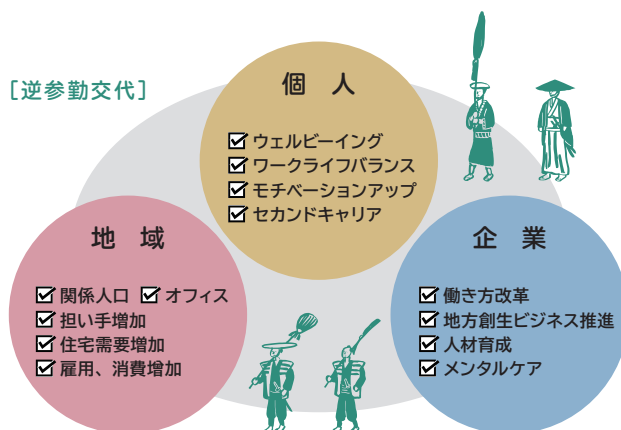 [逆参勤交代]
個人
☑ウェルビーイング
☑ワークライフバランス
☑モチベーションアップ
☑セカンドキャリア
地域
☑関係人口 ☑オフィス
☑担い手増加
☑住宅需要増加
☑雇用、消費増加
企業
☑働き方改革
☑地方創生ビジネス推進
☑人材育成
☑メンタルケア